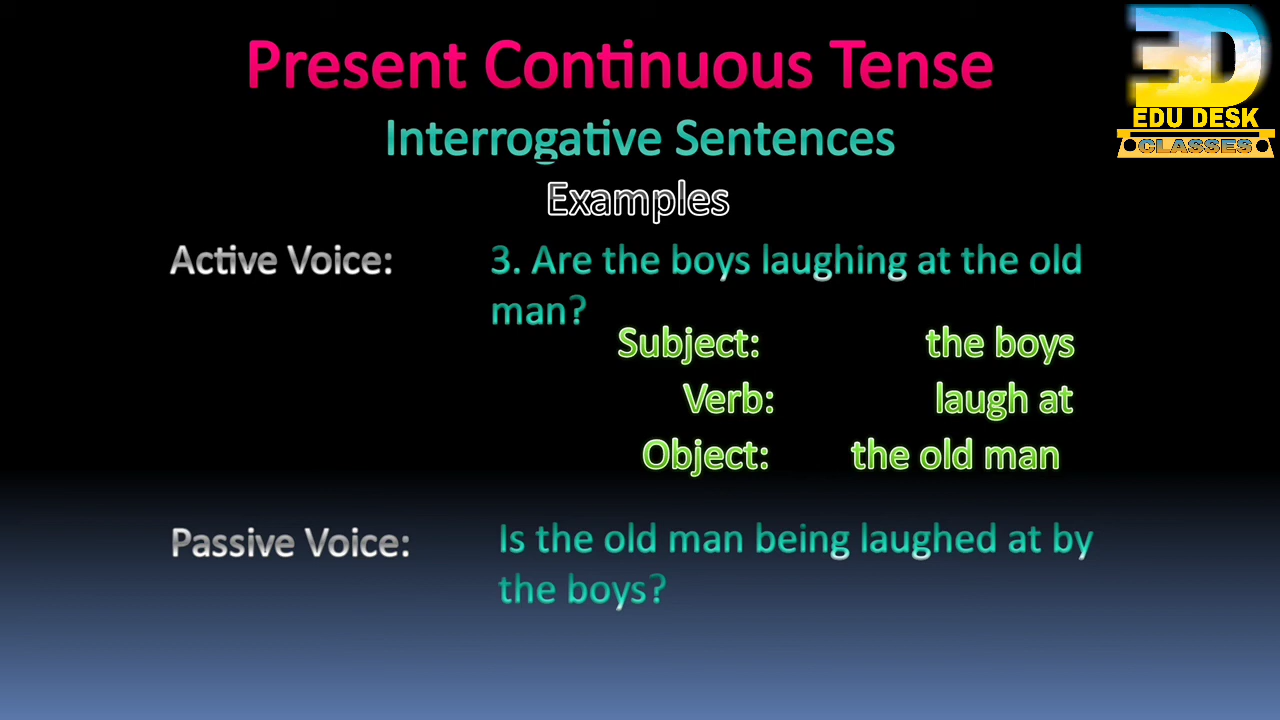 Present Continuous Tense
ED
EDU DESK
CLASSES
Interrogative Sentences
Examples
Active Voice: 3. Are the boys laughing at the old
man?
Subject: the boys
Verb: laugh at
Object: the old man
Passive Voice: Is the old man being laughed at by
the boys?